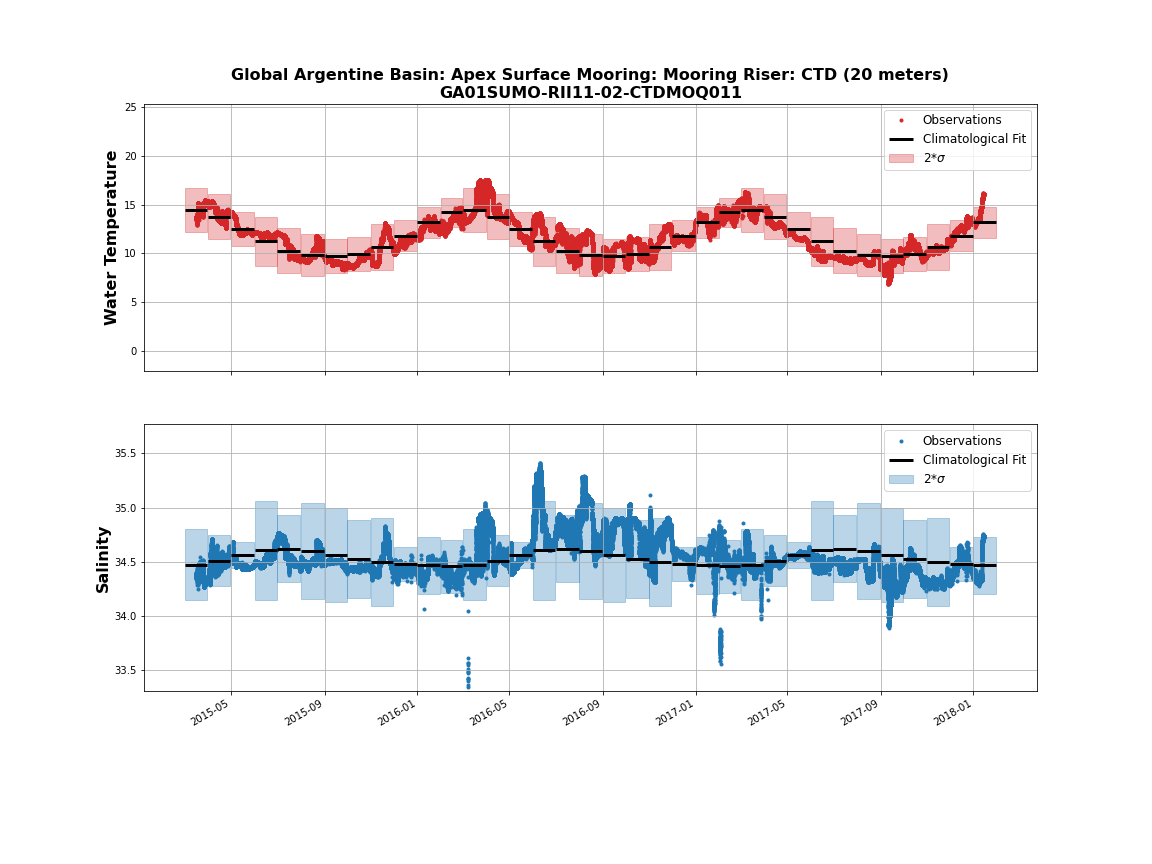 Global Argentine Basin: Apex Surface Mooring: Mooring Riser: CTD (20 meters)
GA01SUMO-RII11-02-CTDMOQ011
Water Temperature
25
20
15
10
5
0
Observations
Climatological Fit
2*σ
Salinity
35.5
35.0
34.5
34.0
33.5
Observations
Climatological Fit
2*σ
2015-05
2015-09
2016-01
2016-05
2016-09
2017-01
2017-05
2017-09
2018-01